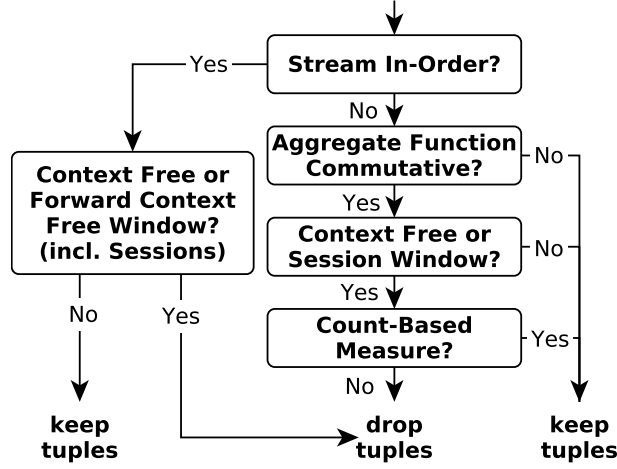 Stream In-Order?
Yes
No
Aggregate Function
Commutative?
No
Context Free or
Forward Context
Free Window?
(incl. Sessions)
Yes
Context Free or
Session Window?
No
Yes
No
Yes
Count-Based
Measure?
Yes
No
keep
tuples
drop
tuples
keep
tuples